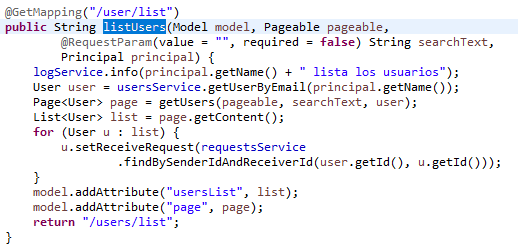 @GetMapping("/user/list")
public String listUsers(Model model, Pageable pageable,
@RequestParam(value = "", required = false) String searchText,
Principal principal) {
logService.info(principal.getName() + " lista los usuarios");
User user = usersService.getUserByEmail(principal.getName());
Page<User> page = getUsers(pageable, searchText, user);
List<User> list = page.getContent();
for (User u : list) {
u.setReceiveRequest(requestsService
.findBySenderIdAndReceiverId(user.getId(), u.getId()));
}
model.addAttribute("usersList", list);
model.addAttribute("page", page);
return "/users/list";
}